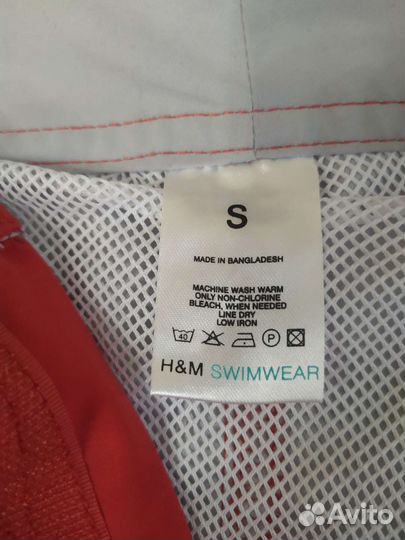 S
MADE IN BANGLADESH
MACHINE WASH WARM
ONLY NON-CHLORINE
BLEACH, WHEN NEEDED
LINE DRY
LOW IRON
40 P
H&M SWIMWEAR
Avito